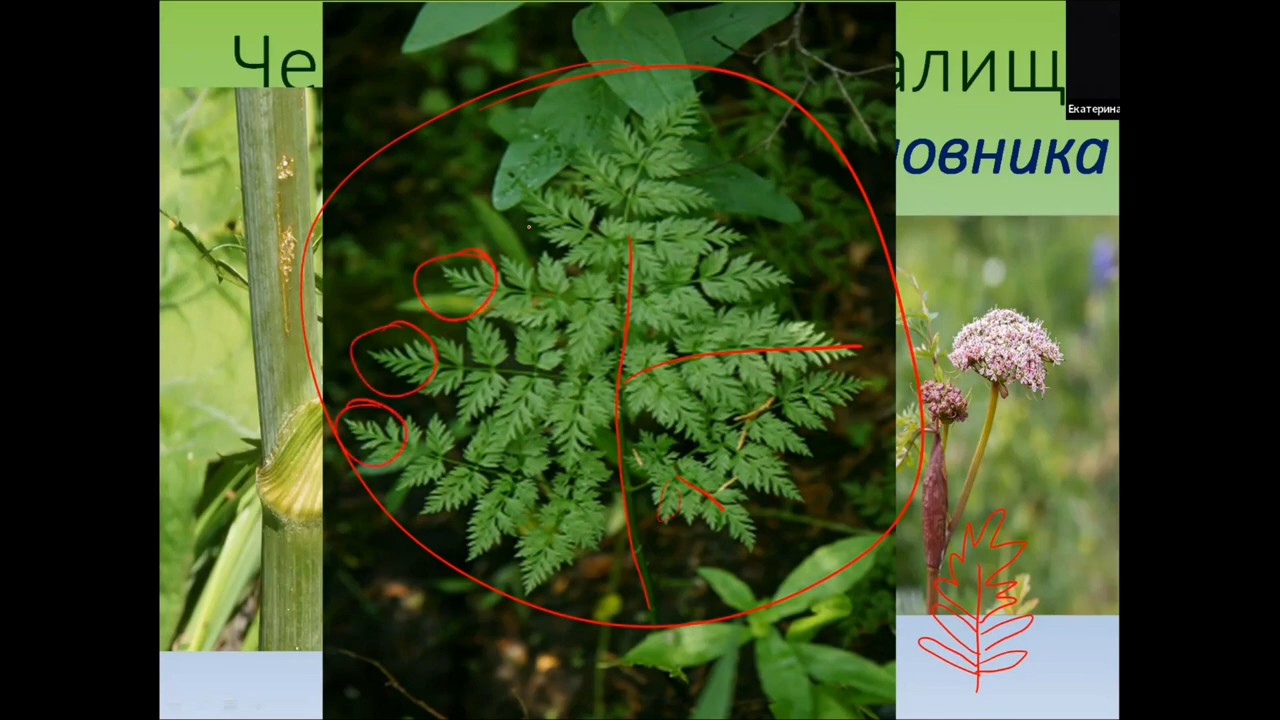 Че алищ
овника
Екатерина